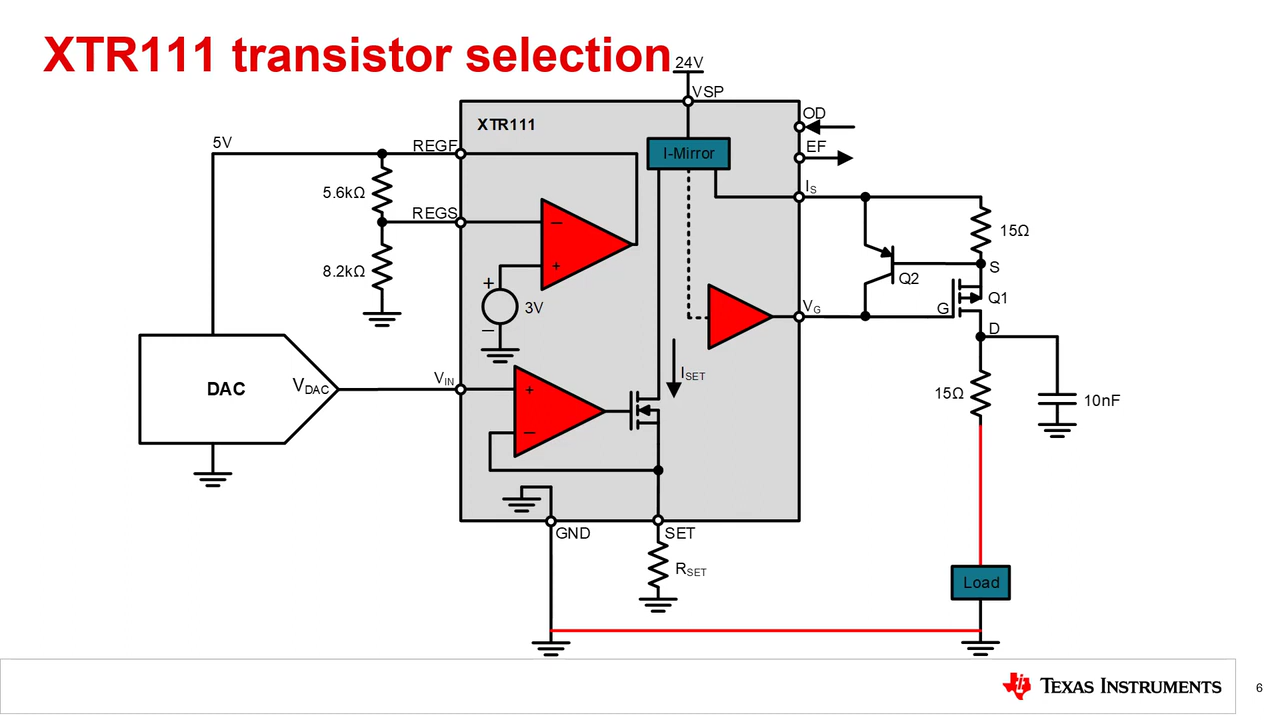 XTR111 transistor selection
24V
VSP
XTR111
OD
5V
REGF
I-Mirror
EF
5.6kΩ
IS
REGS
15Ω
8.2kΩ
+
−
+
3V
−
S
Q2
Q1
G
VG
D
DAC
VDAC
VIN
+
−
ISET
15Ω
10nF
GND
SET
RSET
Load
TEXAS INSTRUMENTS
6